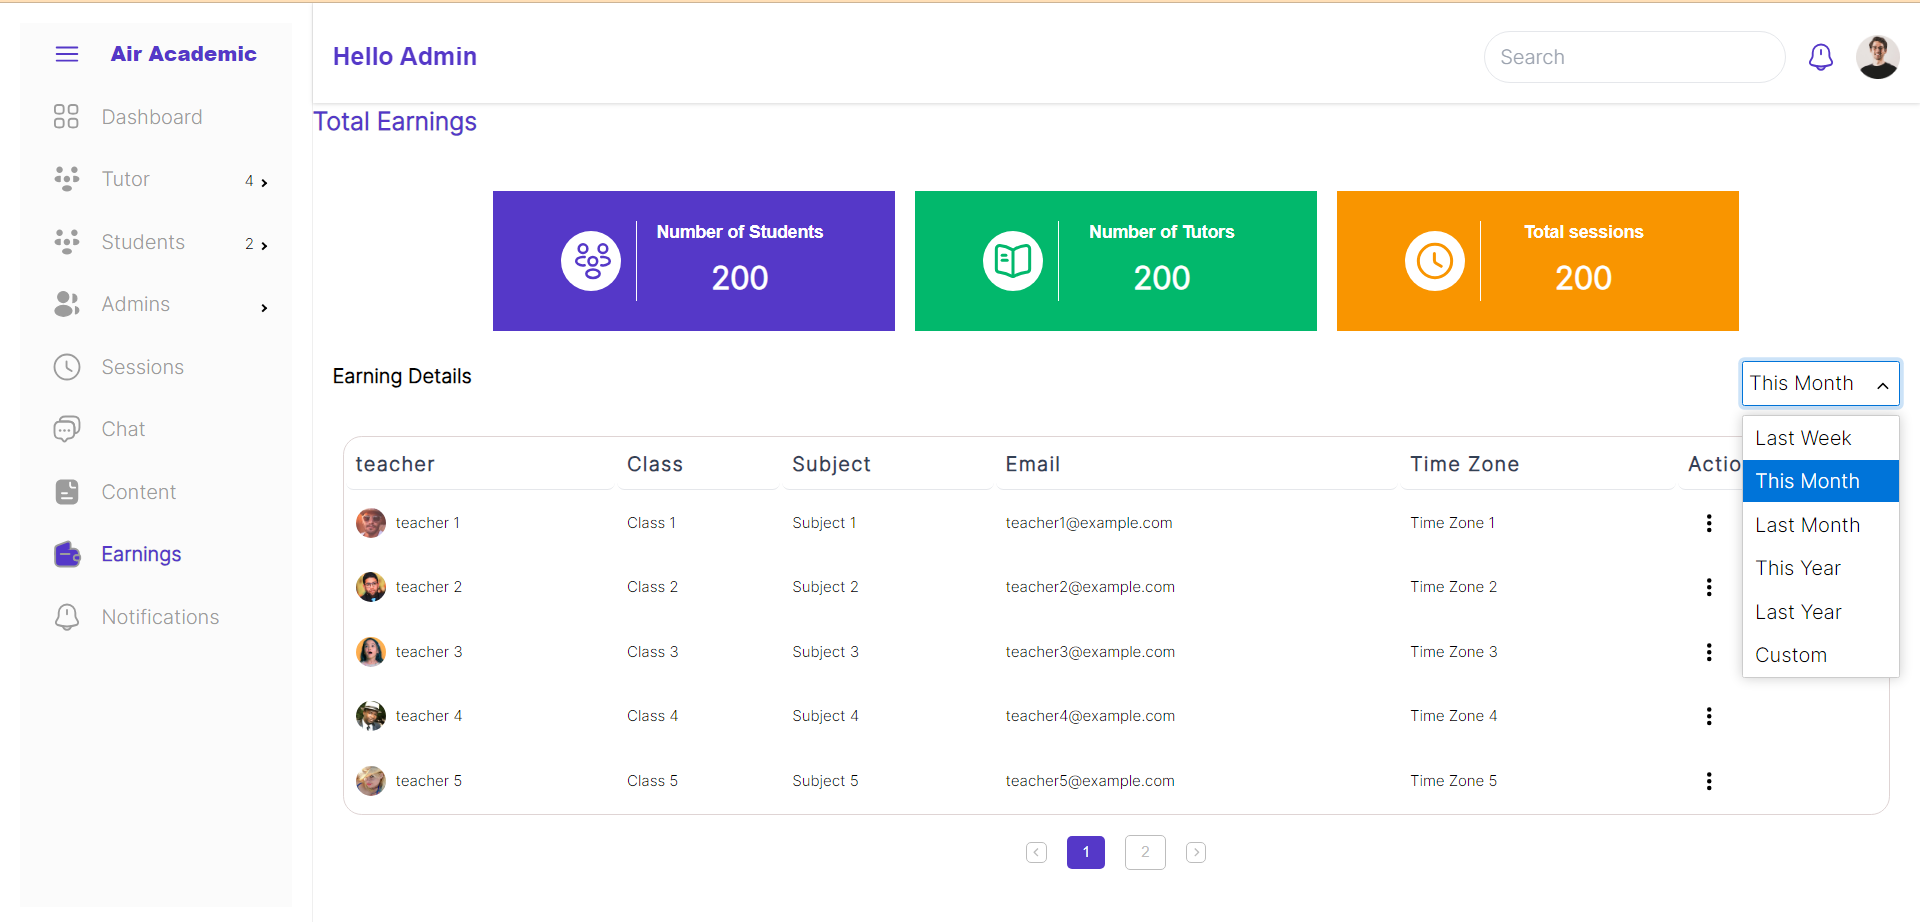 Air Academic
Dashboard
Tutor 4
Students 2
Admins
Sessions
Chat
Content
Earnings
Notifications
Hello Admin
Search
Total Earnings
Number of Students
200
Number of Tutors
200
Total sessions
200
Earning Details
This Month
Last Week
This Month
Last Month
This Year
Last Year
Custom
teacher Class Subject Email Time Zone Actio
teacher 1 Class 1 Subject 1 teacher1@example.com Time Zone 1
teacher 2 Class 2 Subject 2 teacher2@example.com Time Zone 2
teacher 3 Class 3 Subject 3 teacher3@example.com Time Zone 3
teacher 4 Class 4 Subject 4 teacher4@example.com Time Zone 4
teacher 5 Class 5 Subject 5 teacher5@example.com Time Zone 5
1 2